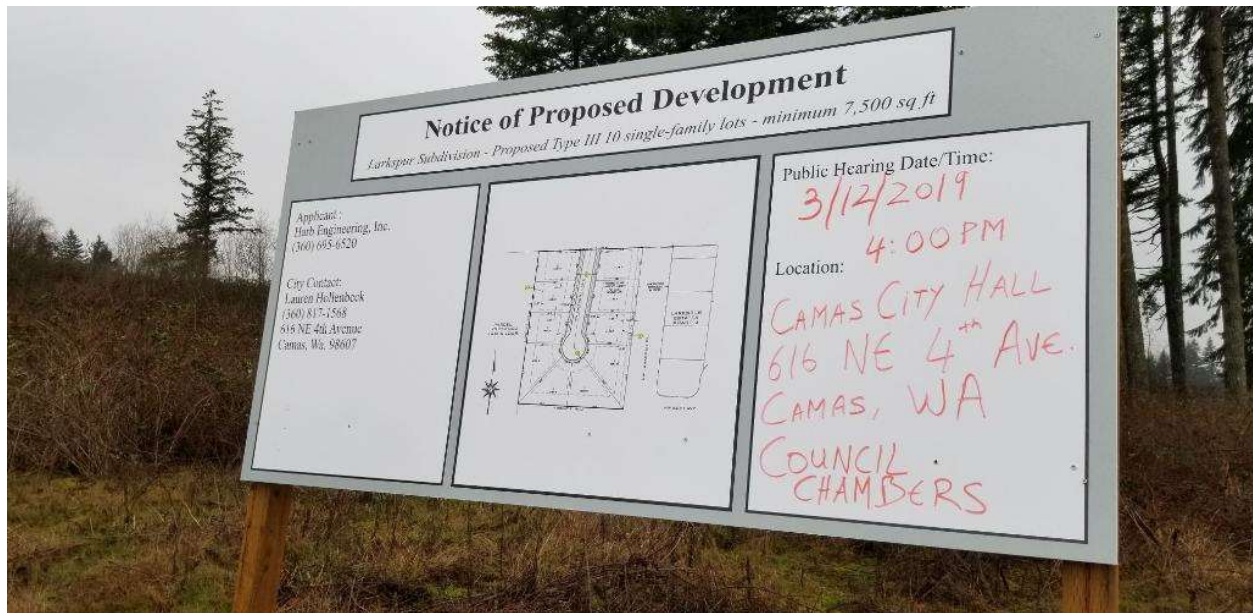 Notice of Proposed Development
Larkspur Subdivision - Proposed Type III 10 single-family lots - minimum 7,500 sq ft
Applicant :
Harb Engineering, Inc.
(360) 695-6520
City Contact:
Lauren Hollenbeck
(360) 817-1568
616 NE 4th Avenue
Camas, Wa. 98607
Public Hearing Date/Time:
3/12/2019
4:00 PM
Location:
CAMAS CITY HALL
616 NE 4th AVE.
CAMAS, WA
COUNCIL
CHAMBERS